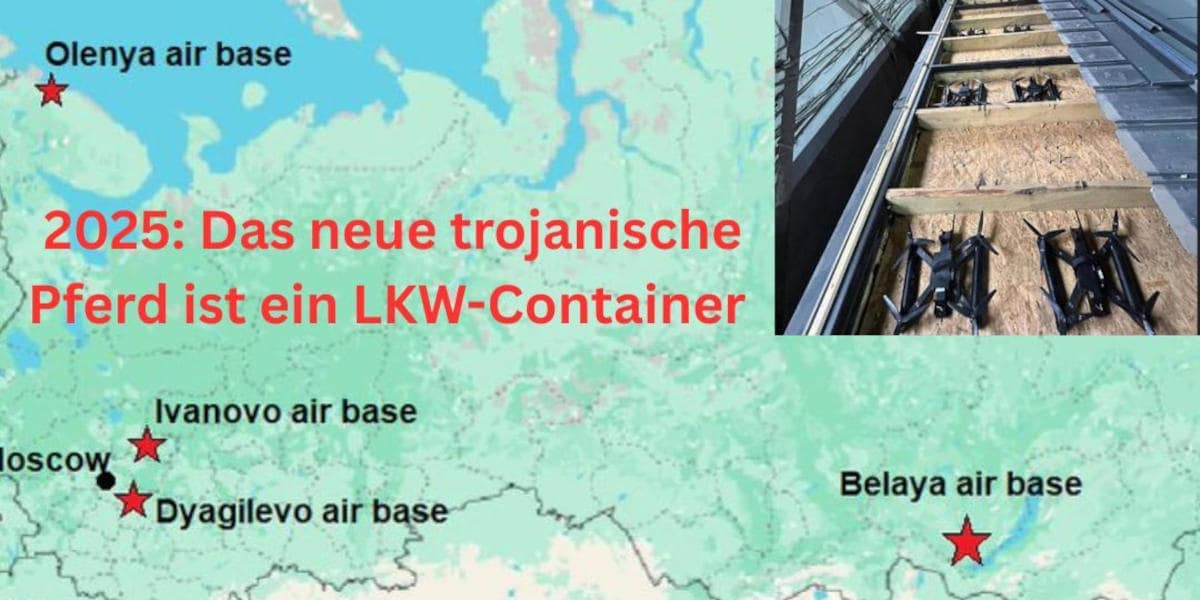 Olenya air base
2025: Das neue trojanische
Pferd ist ein LKW-Container
Ivanovo air base
oscow
Dyagilevo air base
Belaya air base